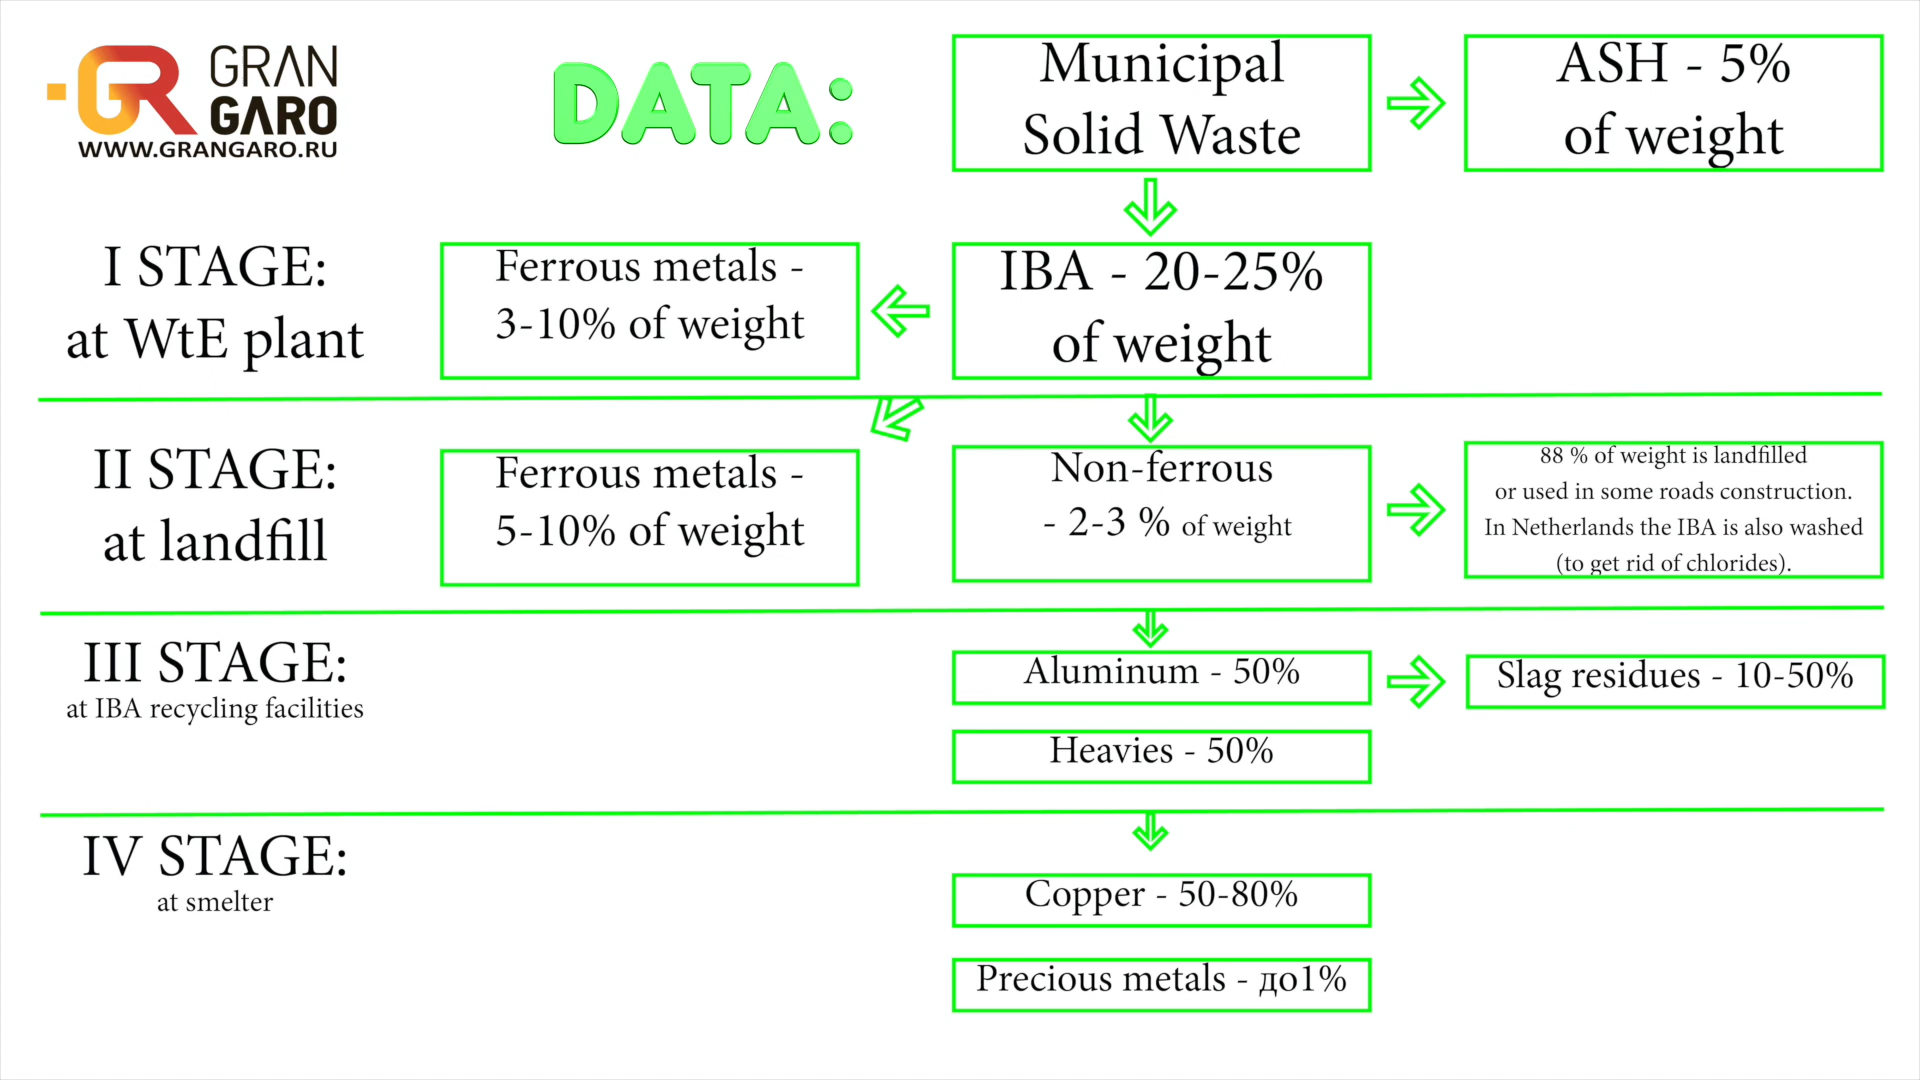 GRAN
GARO
WWW.GRANGARO.RU
DATA:
Municipal
Solid Waste
ASH - 5%
of weight
I STAGE:
at WtE plant
Ferrous metals -
3-10% of weight
IBA - 20-25%
of weight
II STAGE:
at landfill
Ferrous metals -
5-10% of weight
Non-ferrous
- 2-3 % of weight
88 % of weight is landfilled
or used in some roads construction.
In Netherlands the IBA is also washed
(to get rid of chlorides).
III STAGE:
at IBA recycling facilities
Aluminum - 50%
Slag residues - 10-50%
Heavies - 50%
IV STAGE:
at smelter
Copper - 50-80%
Precious metals - до1%